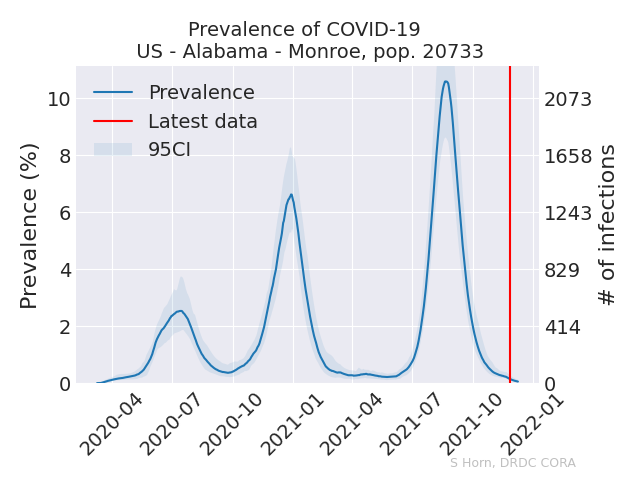 Prevalence of COVID-19
US - Alabama - Monroe, pop. 20733
Prevalence
Latest data
95CI
Prevalence (%)
10
8
6
4
2
0
# of infections
2073
1658
1243
829
414
0
2020-04
2020-07
2020-10
2021-01
2021-04
2021-07
2021-10
2022-01
S Horn, DRDC CORA